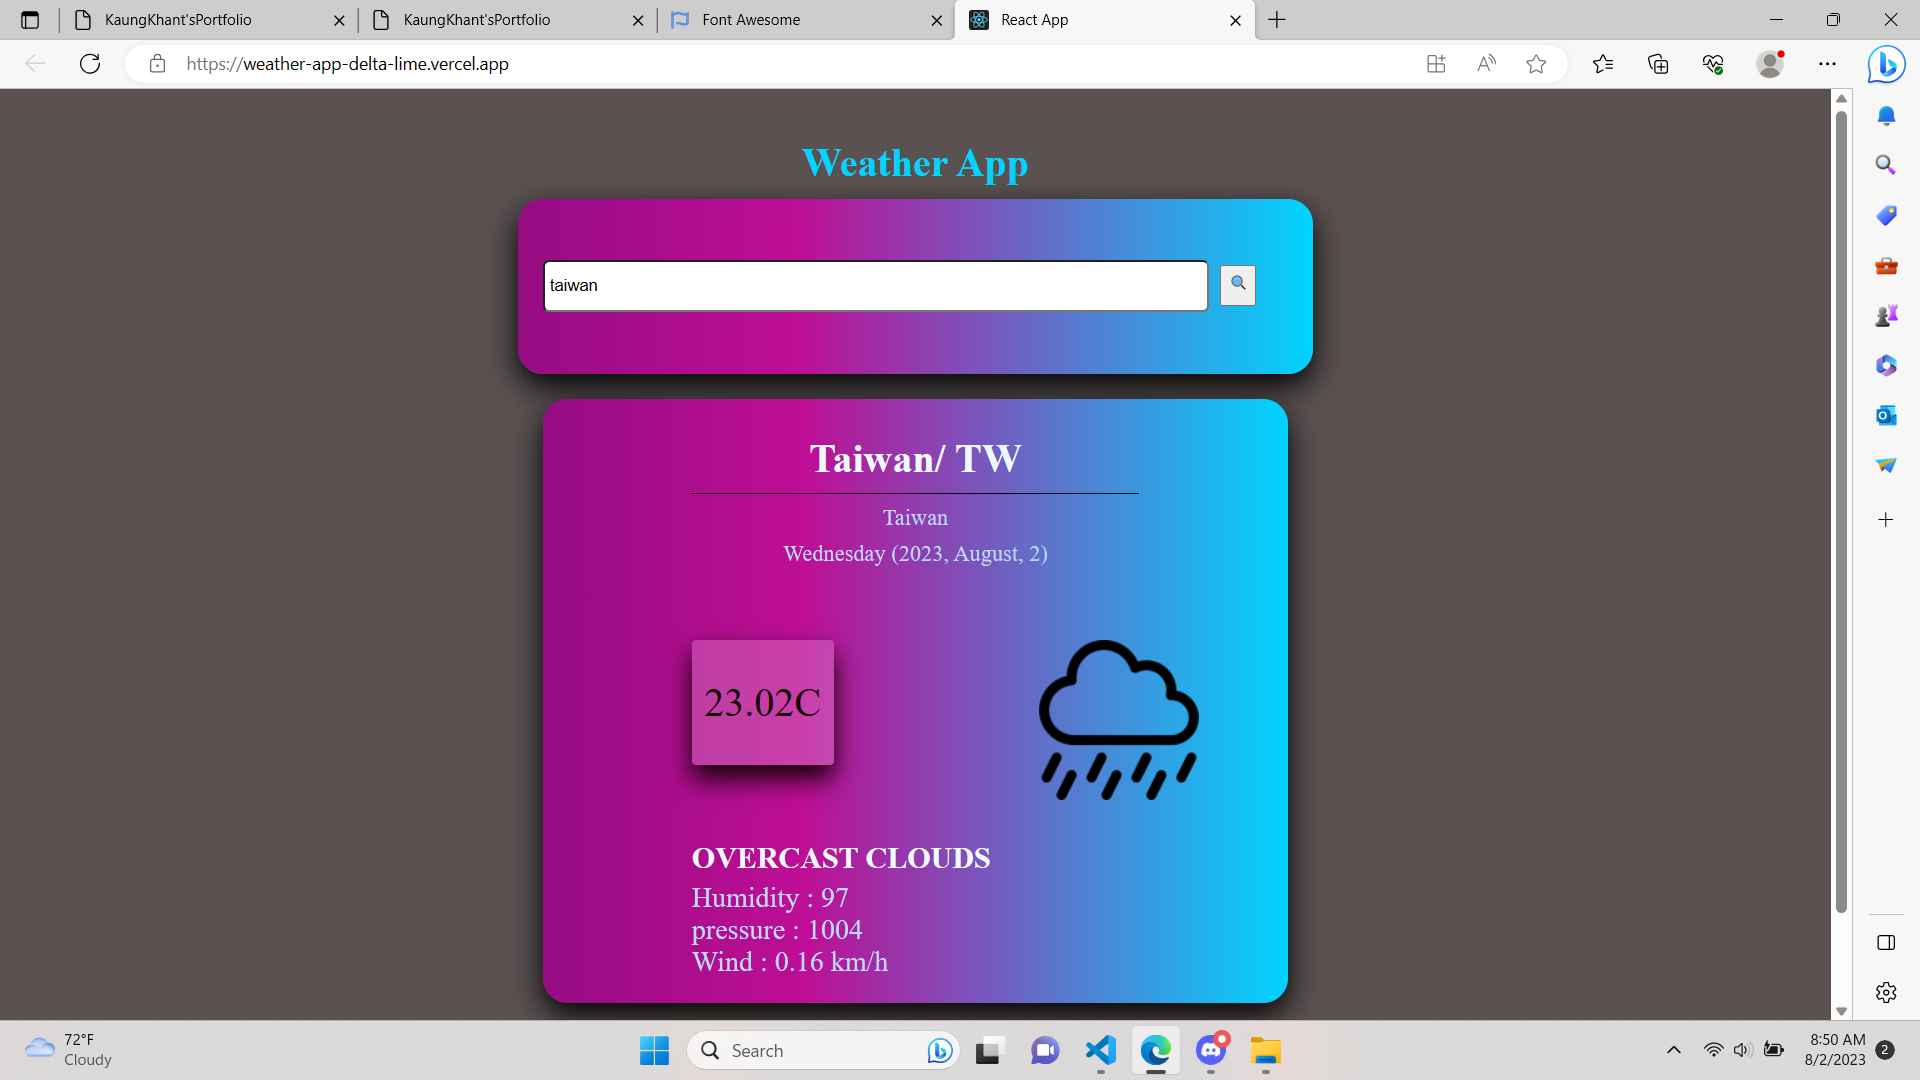 KaungKhant'sPortfolio
KaungKhant'sPortfolio
Font Awesome
React App
https://weather-app-delta-lime.vercel.app
Weather App
taiwan
Taiwan/ TW
Taiwan
Wednesday (2023, August, 2)
23.02C
OVERCAST CLOUDS
Humidity : 97
pressure : 1004
Wind : 0.16 km/h
72°F
Cloudy
Search
8:50 AM
8/2/2023
2